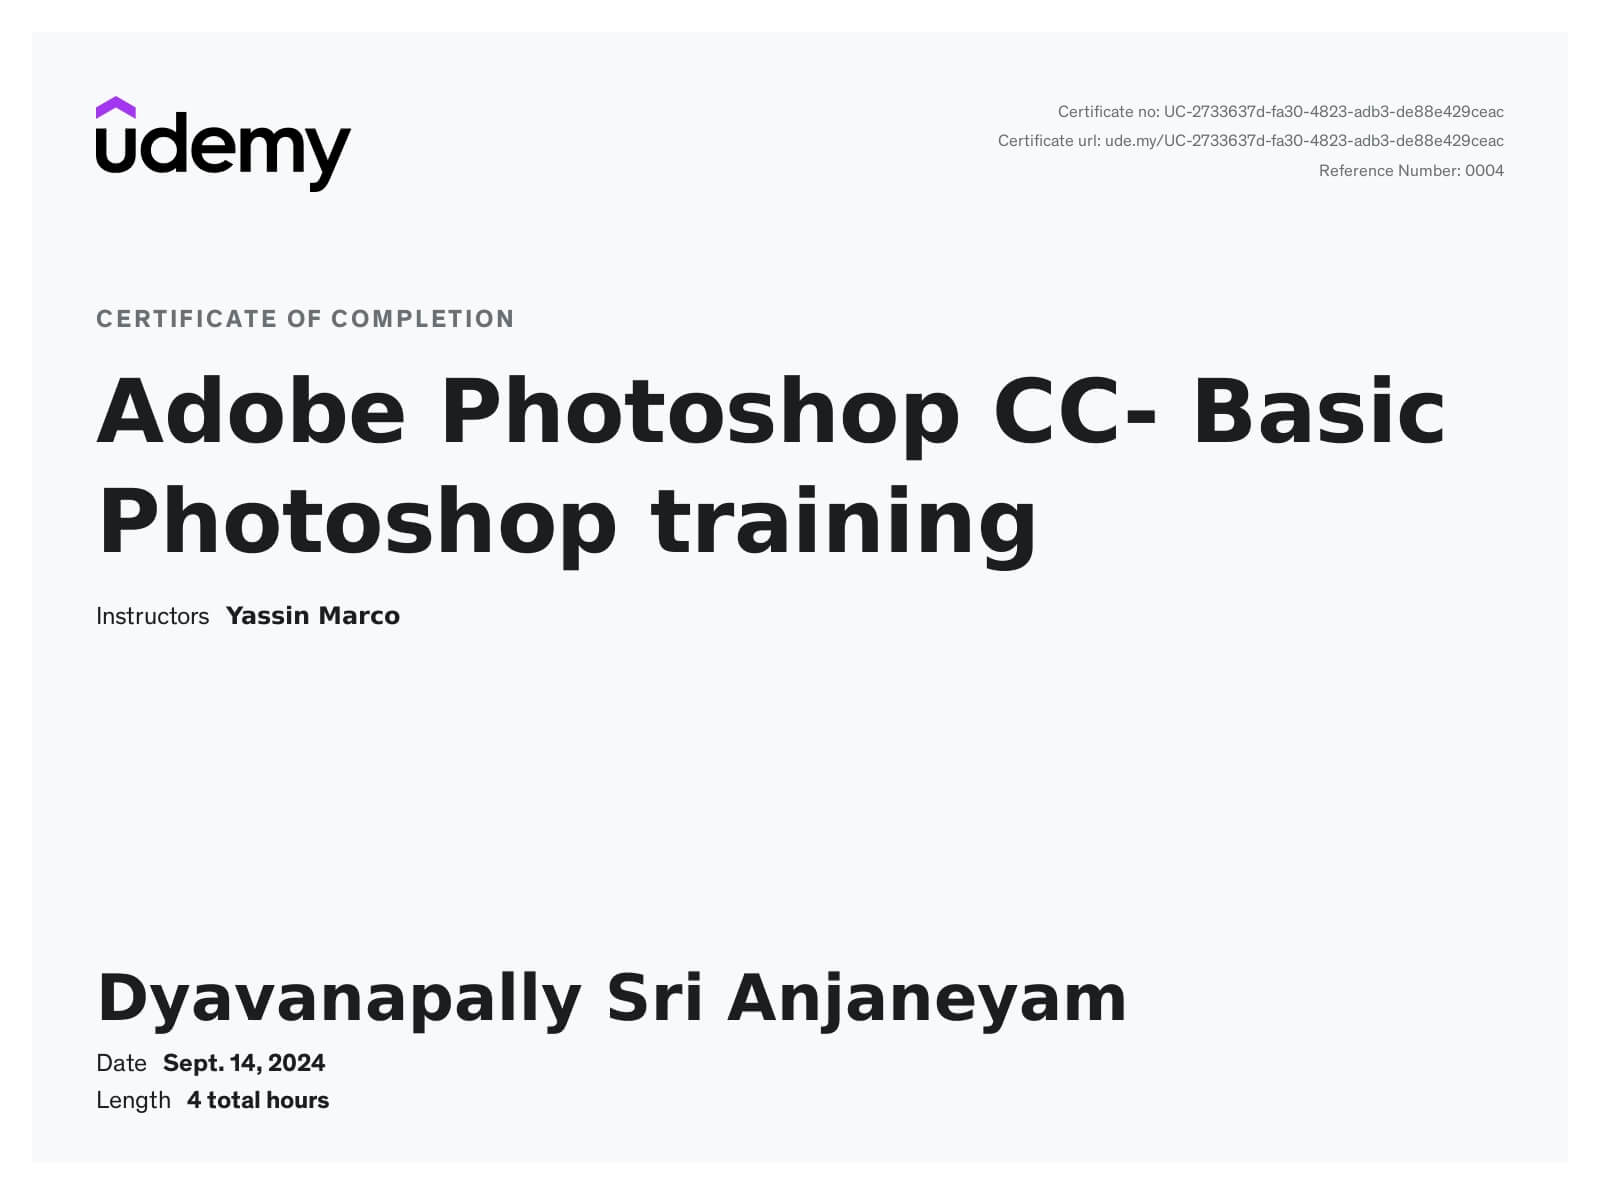 udemy
Certificate no: UC-2733637d-fa30-4823-adb3-de88e429ceac
Certificate url: ude.my/UC-2733637d-fa30-4823-adb3-de88e429ceac
Reference Number: 0004
CERTIFICATE OF COMPLETION
Adobe Photoshop CC- Basic
Photoshop training
Instructors Yassin Marco
Dyavanapally Sri Anjaneyam
Date Sept. 14, 2024
Length 4 total hours